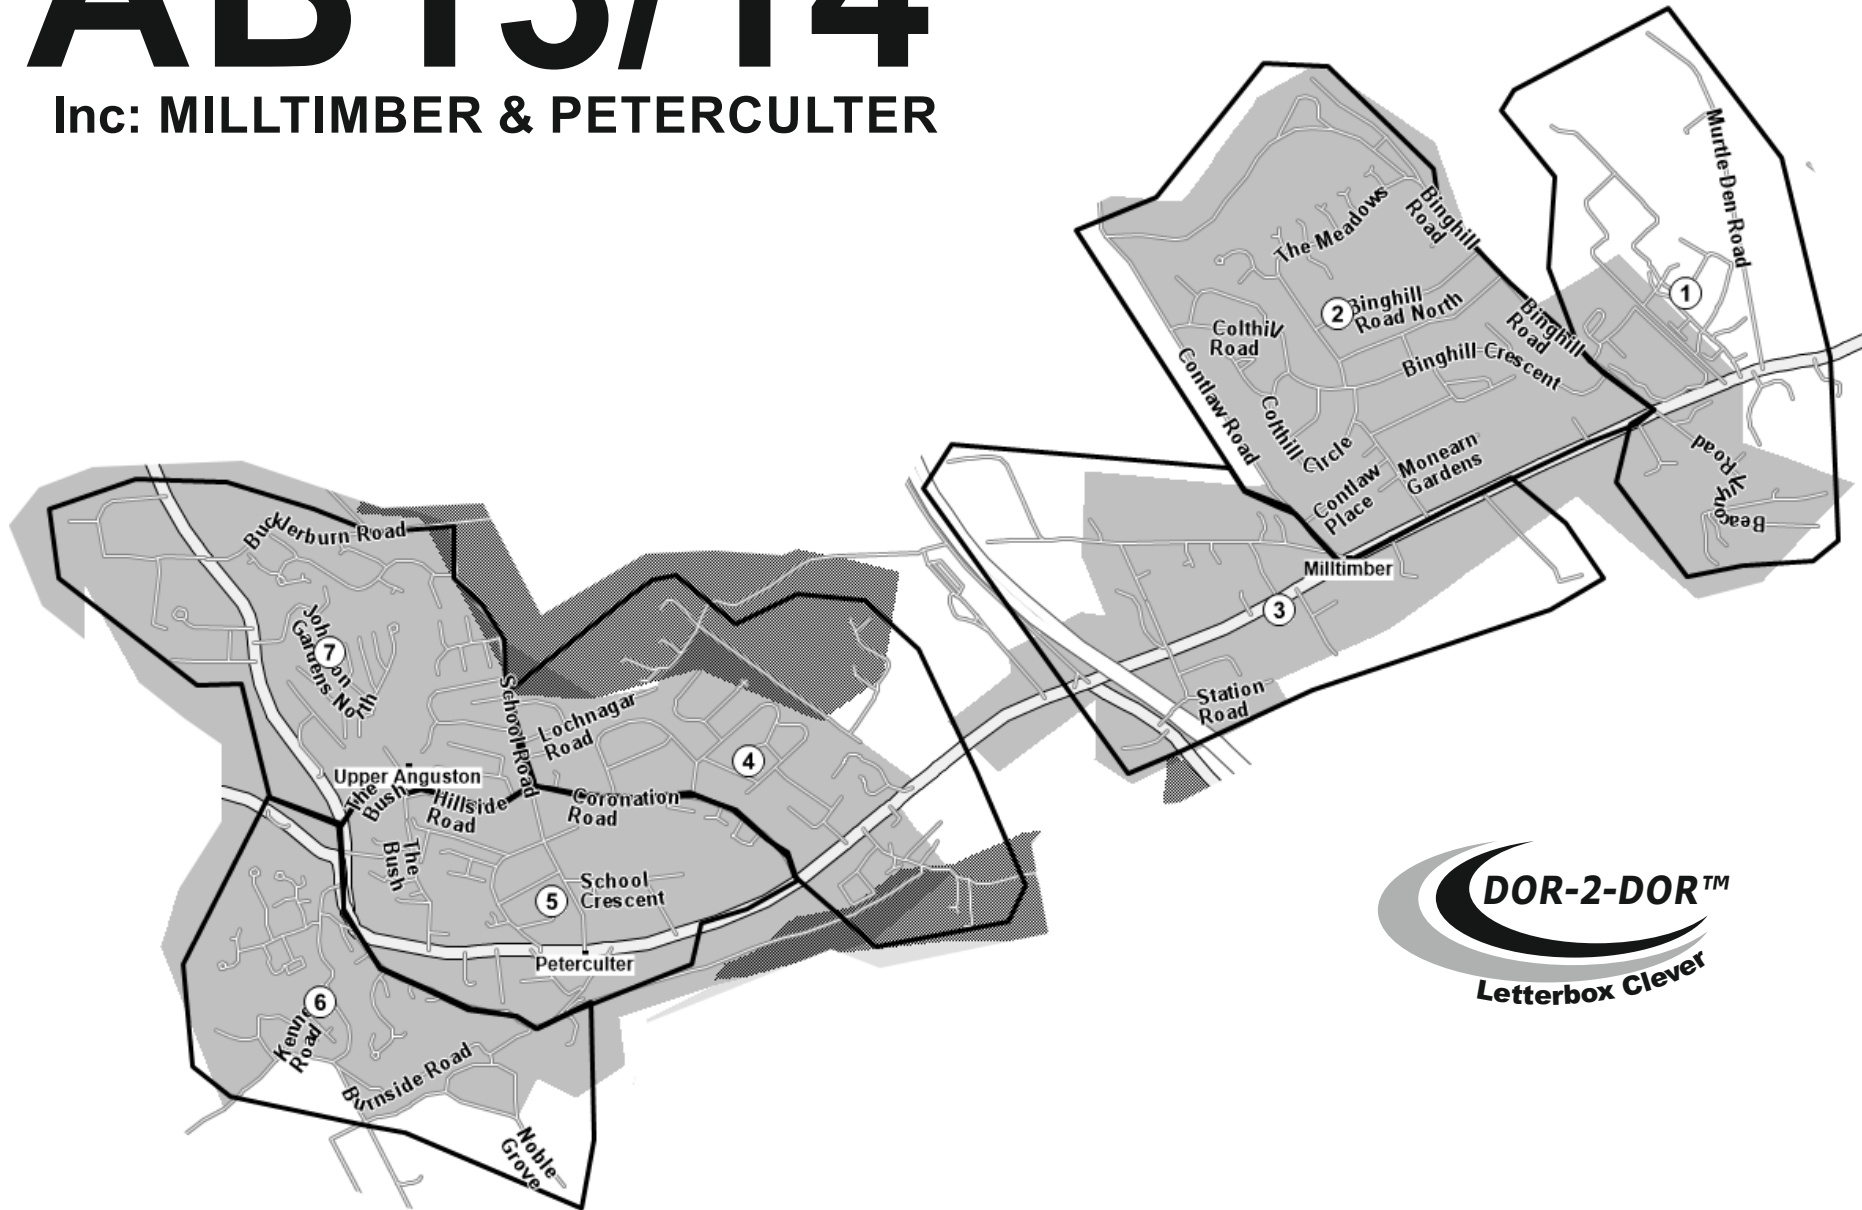 AB13/14
Inc: MILLTIMBER & PETERCULTER
Murtle Den Road
1
Binghill
Road
The Meadows
2
Binghill
Road North
Colthill
Road
Binghill
Road
Binghill Crescent
Contlaw Road
Colthill Circle
Monearn
Gardens
Contlaw
Place
Beacon Hill Road
Milltimber
3
Station
Road
Bucklerburn Road
7
Gardens North
School Road
Lochnagar
Road
4
Upper Anguston
The
Bush
Hillside
Road
Coronation
Road
The
Bush
5
School
Crescent
Peterculter
6
Road
Burnside Road
Noble
Grove
DOR-2-DOR™
Letterbox Clever